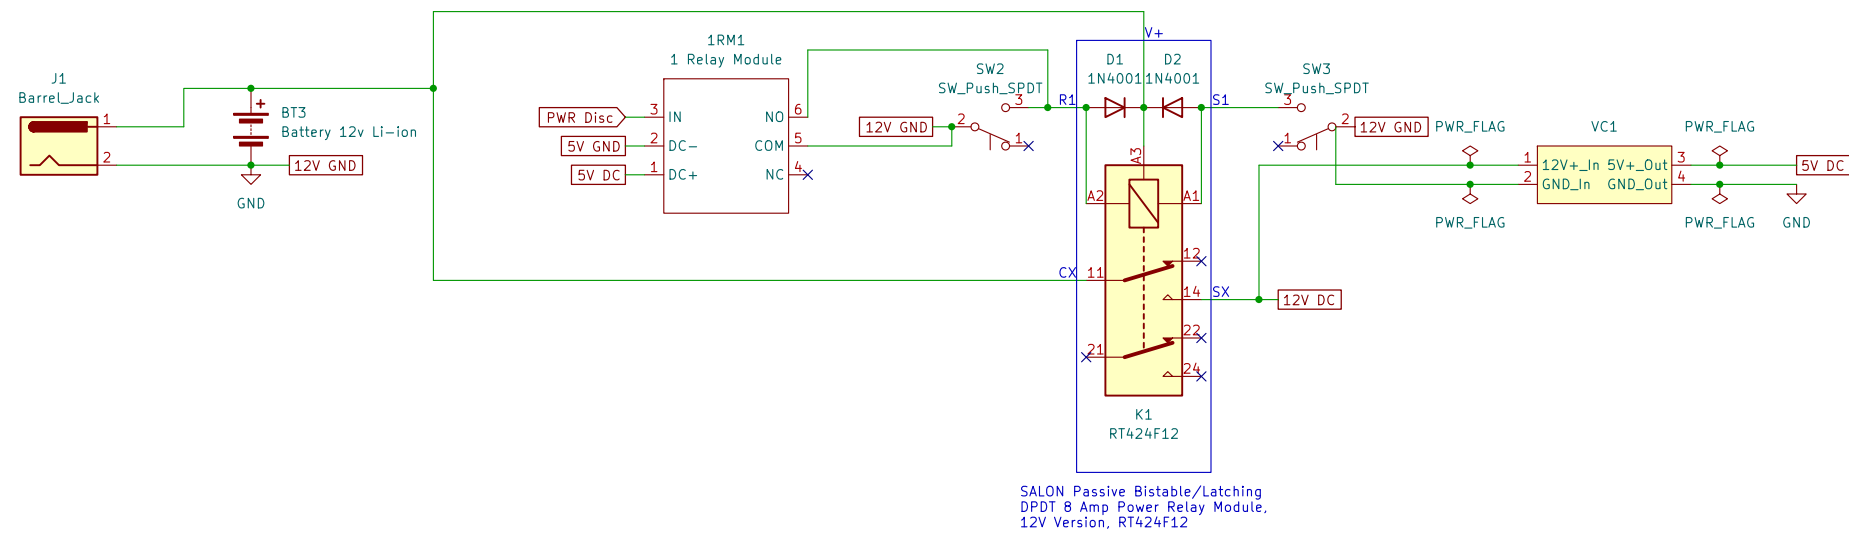 J1
Barrel_Jack
1
2
+
BT3
Battery 12v Li-ion
12V GND
GND
1RM1
1 Relay Module
PWR Disc
5V GND
5V DC
3
2
1
IN
DC-
DC+
NO
COM
NC
6
5
4
12V GND
SW2
SW_Push_SPDT
3
2
1
V+
R1
D1
1N4001
D2
1N4001
S1
A3
A2
A1
CX
11
12
14
SX
21
22
24
K1
RT424F12
SALON Passive Bistable/Latching
DPDT 8 Amp Power Relay Module,
12V Version, RT424F12
SW3
SW_Push_SPDT
3
2
1
12V GND
12V DC
PWR_FLAG
PWR_FLAG
VC1
1
2
12V+_In 5V+_Out
GND_In GND_Out
3
4
PWR_FLAG
PWR_FLAG
5V DC
GND